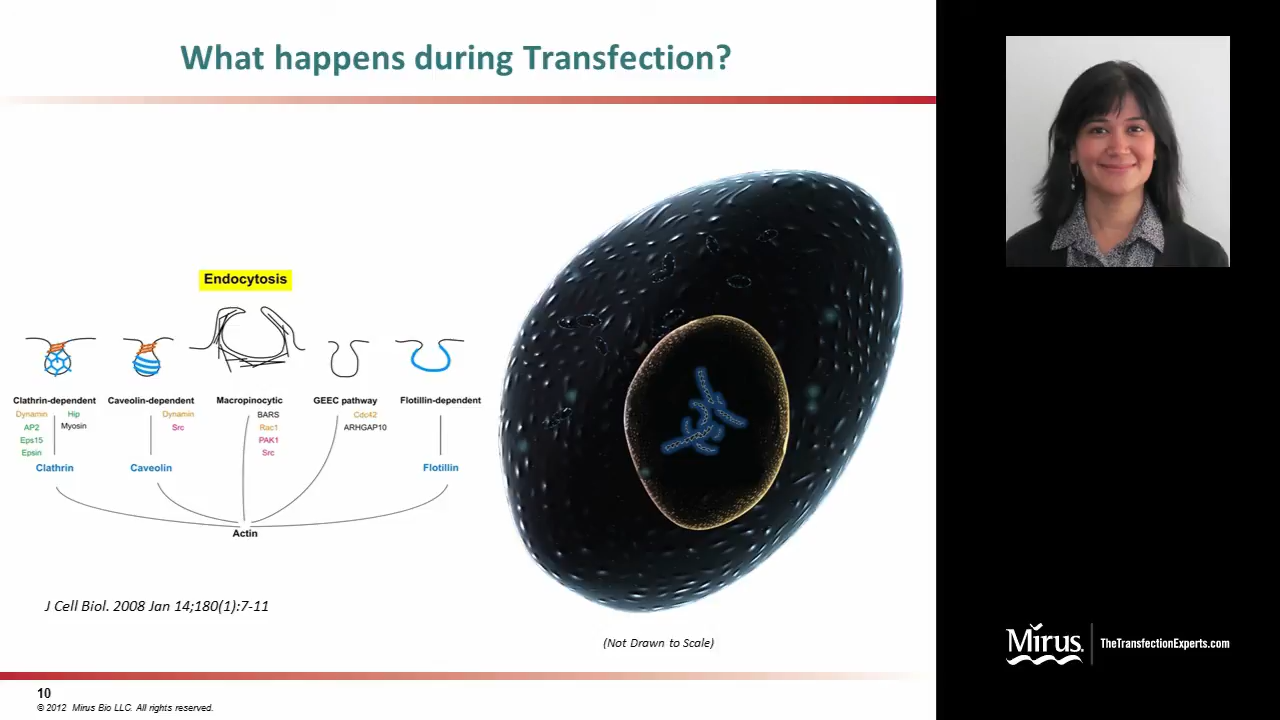 What happens during Transfection?
Endocytosis
Clathrin-dependent
Caveolin-dependent
Macropinocytic
GEEC pathway
Flotillin-dependent
Dynamin
AP2
Eps15
Epsin
Hip
Myosin
Dynamin
Src
BARS
Rac1
PAK1
Src
Cdc42
ARHGAP10
Clathrin
Caveolin
Flotillin
Actin
J Cell Biol. 2008 Jan 14;180(1):7-11
(Not Drawn to Scale)
10
© 2012 Mirus Bio LLC. All rights reserved.
Mirus.
TheTransfectionExperts.com